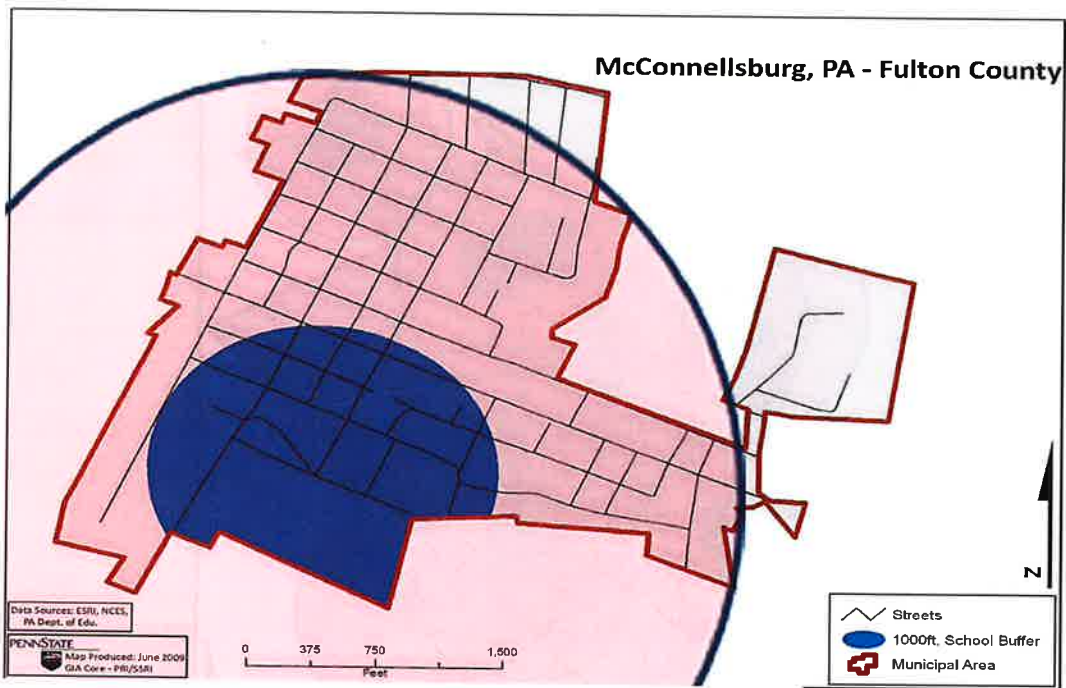 McConnellsburg, PA - Fulton County
Data Sources: ESRI, NCES,
PA Dept. of Edu.
PENNSTATE
Map Produced: June 2009
GIA Core - PRI/SSRI
0 375 750 1,500
Feet
N
Streets
1000ft, School Buffer
Municipal Area